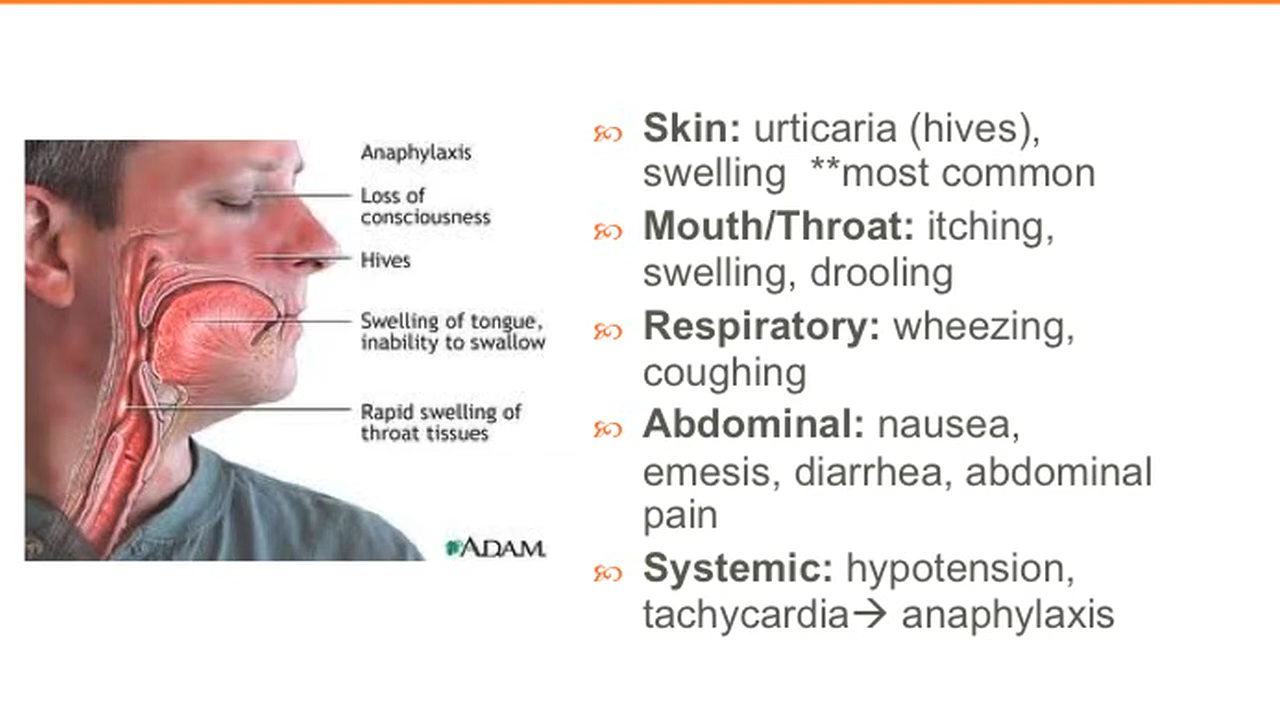 Anaphylaxis
Loss of
consciousness
Hives
Swelling of tongue,
inability to swallow
Rapid swelling of
throat tissues
ADAM.
Skin: urticaria (hives),
swelling **most common
Mouth/Throat: itching,
swelling, drooling
Respiratory: wheezing,
coughing
Abdominal: nausea,
emesis, diarrhea, abdominal
pain
Systemic: hypotension,
tachycardia→ anaphylaxis